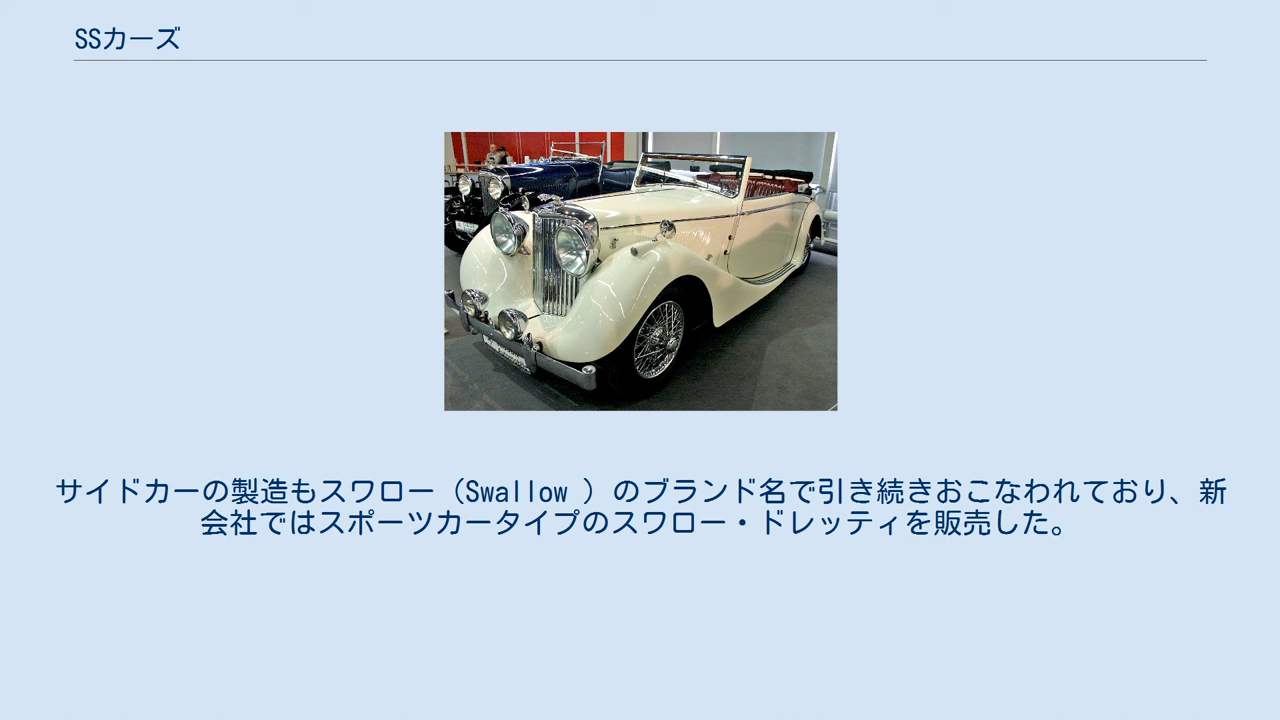 SSカーズ
サイドカーの製造もスワロー（Swallow ）のブランド名で引き続きおこなわれており、新
会社ではスポーツカータイプのスワロー・ドレッティを販売した。